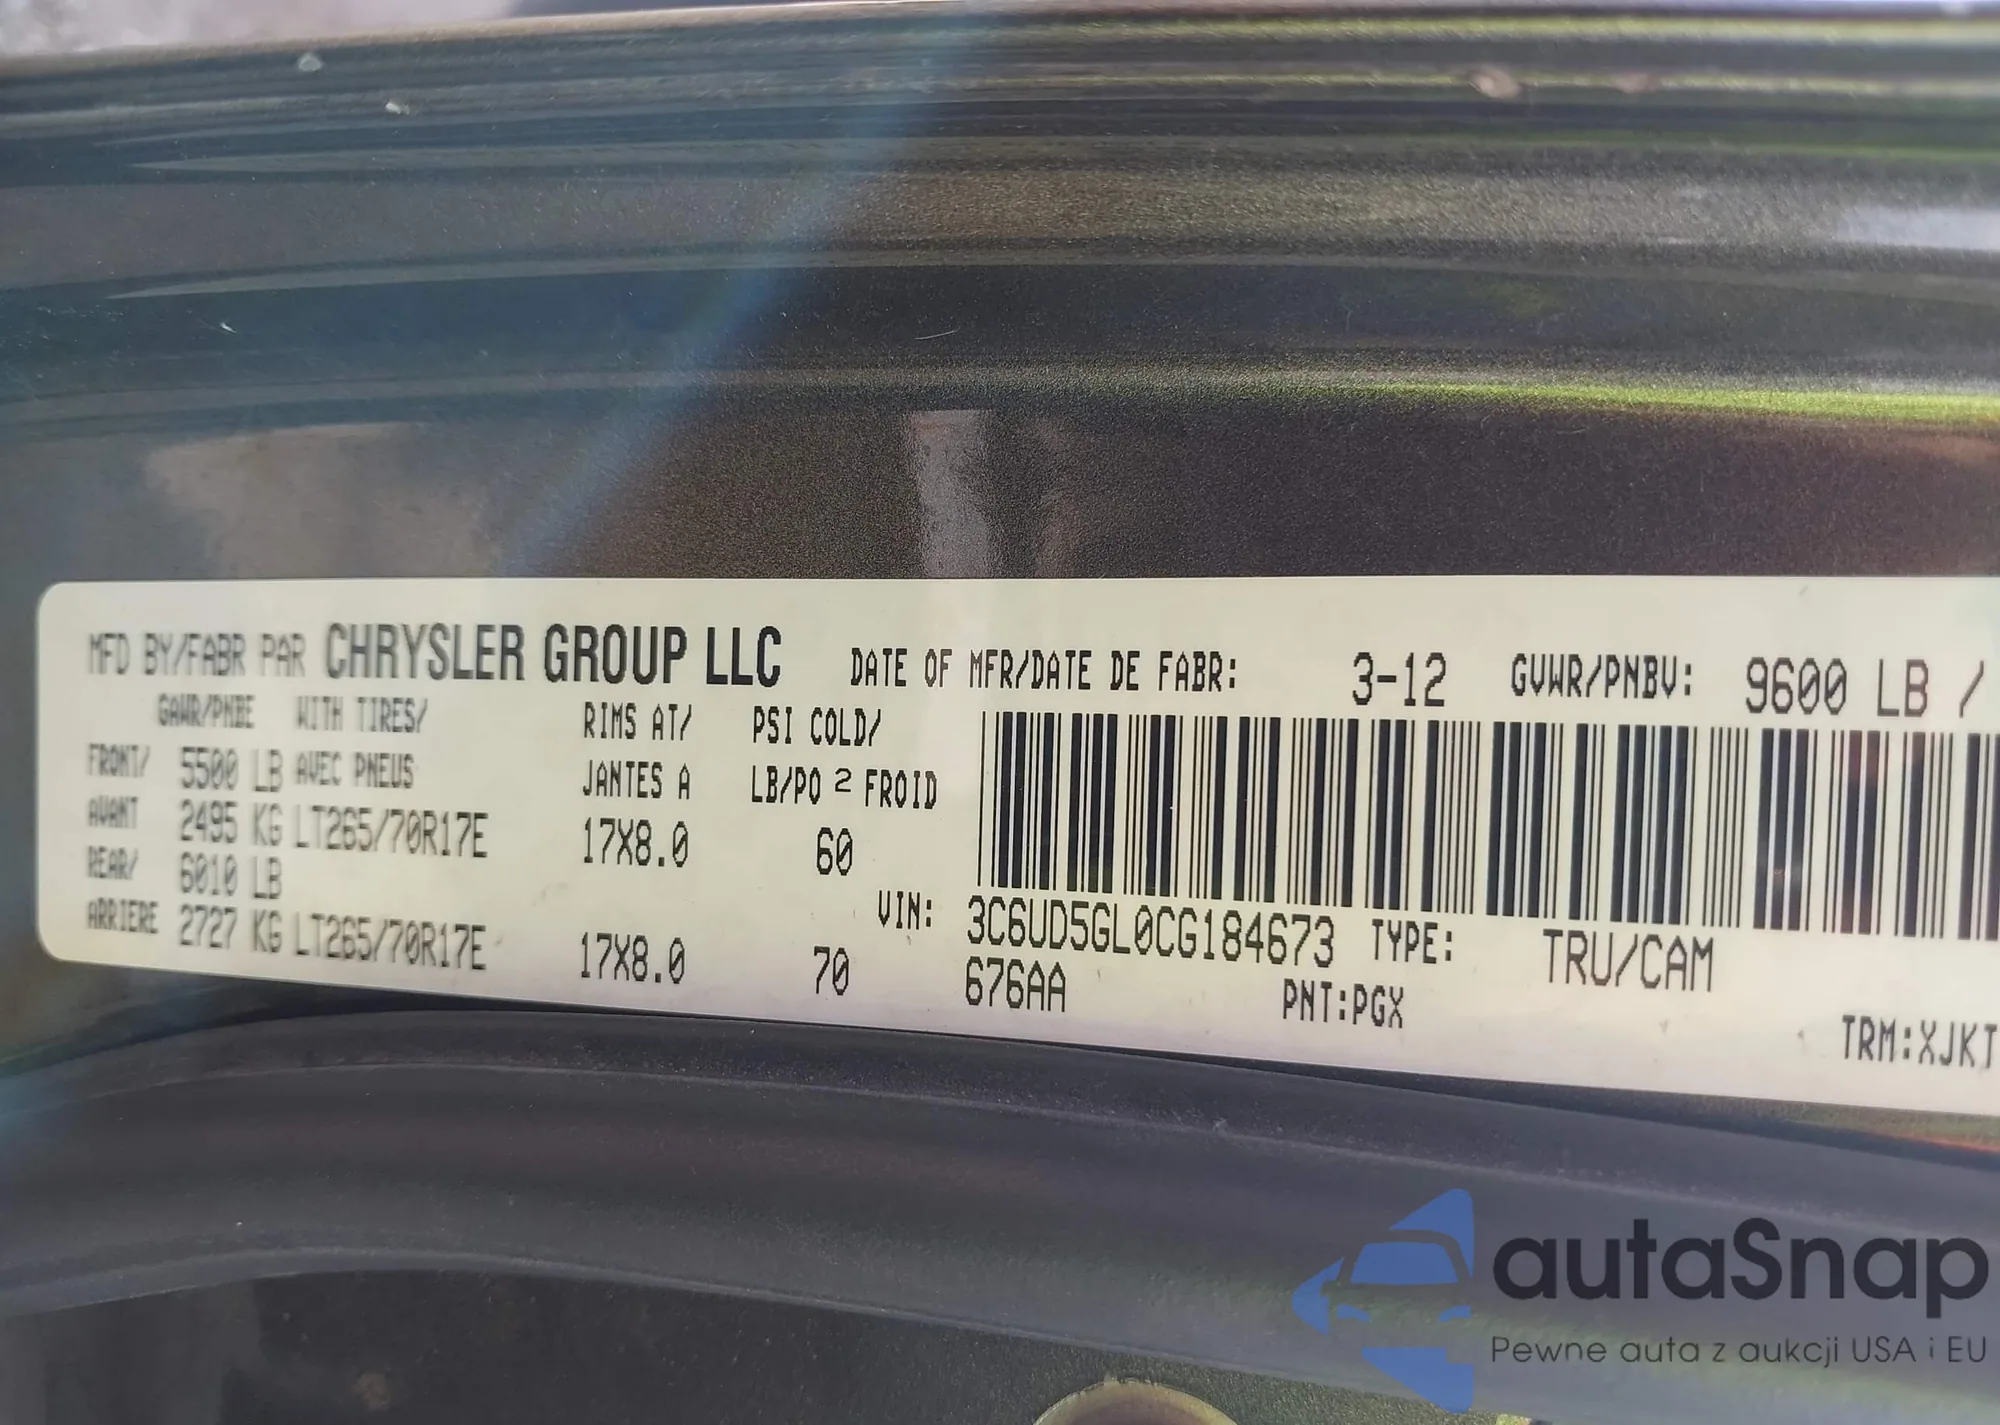 MFD BY/FABR PAR CHRYSLER GROUP LLC DATE OF MFR/DATE DE FABR: 3-12 GVWR/PNBV: 9600 LB /
GAWR/PNBE WITH TIRES/ RIMS AT/ PSI COLD/
FRONT/ 5500 LB AVEC PNEUS JANTES A LB/PO 2 FROID
AVANT 2495 KG LT265/70R17E 17X8.0 60
REAR/ 6010 LB
VIN: 3C6UD5GL0CG184673 TYPE: TRU/CAM
ARRIERE 2727 KG LT265/70R17E 17X8.0 70
676AA PNT:PGX TRM:XJKT
autaSnap
Pewne auta z aukcji USA i EU